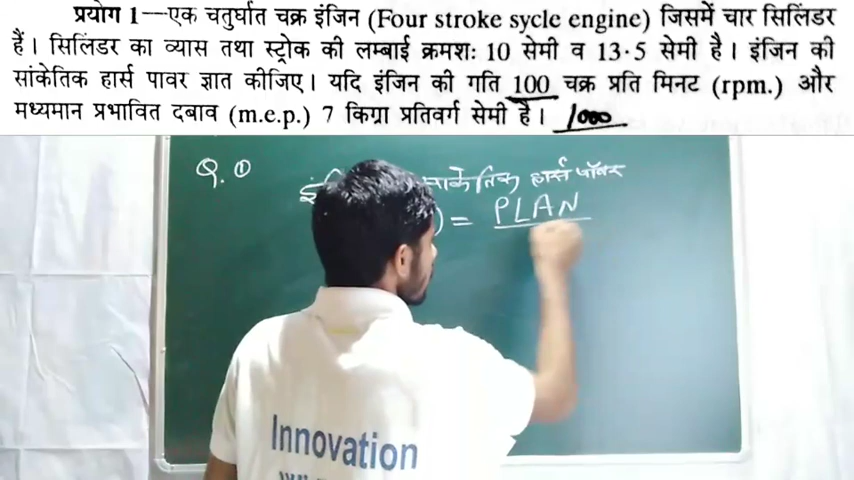 प्रयोग 1—एक चतुर्घात चक्र इंजिन (Four stroke sycle engine) जिसमें चार सिलिंडर
हैं। सिलिंडर का व्यास तथा स्ट्रोक की लम्बाई क्रमशः 10 सेमी व 13·5 सेमी है। इंजिन की
सांकेतिक हार्स पावर ज्ञात कीजिए। यदि इंजिन की गति 100 चक्र प्रति मिनट (rpm.) और
मध्यमान प्रभावित दबाव (m.e.p.) 7 किग्रा प्रतिवर्ग सेमी है। 1000
Q. ①
हार्स पॉवर
) = PLAN
Innovation